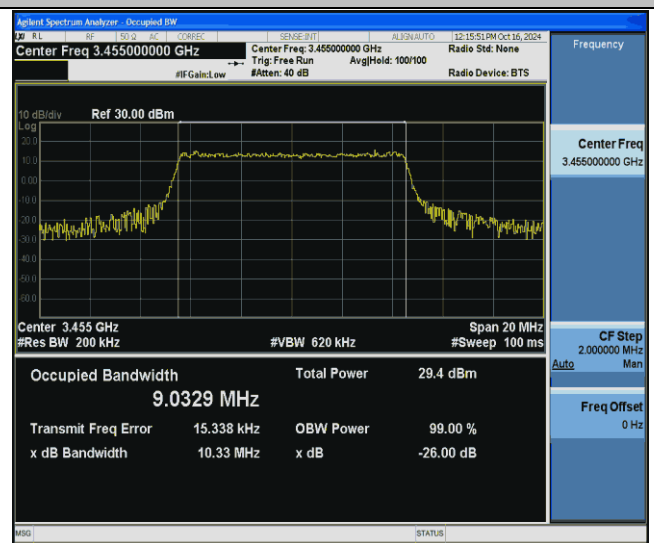 Agilent Spectrum Analyzer - Occupied BW
RL RF 50 Ω AC CORREC SENSE:INT ALIGNAUTO 12:15:51PM Oct 16, 2024
Center Freq 3.455000000 GHz Center Freq: 3.455000000 GHz Radio Std: None Frequency
Trig: Free Run Avg|Hold: 100/100
#IFGain:Low #Atten: 40 dB Radio Device: BTS
10 dB/div Ref 30.00 dBm
Log
20.0
10.0
0.00
-10.0
-20.0
-30.0
-40.0
-50.0
-60.0
Center Freq
3.455000000 GHz
Center 3.455 GHz Span 20 MHz
#Res BW 200 kHz #VBW 620 kHz #Sweep 100 ms
CF Step
2.000000 MHz
Auto Man
Occupied Bandwidth Total Power 29.4 dBm
9.0329 MHz
Freq Offset
0 Hz
Transmit Freq Error 15.338 kHz OBW Power 99.00 %
x dB Bandwidth 10.33 MHz x dB -26.00 dB
MSG STATUS